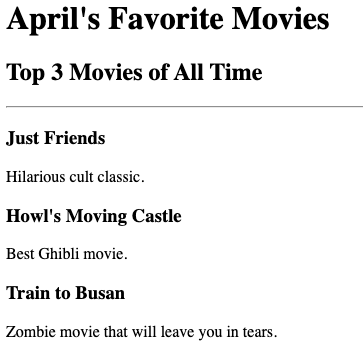 April's Favorite Movies
Top 3 Movies of All Time
Just Friends
Hilarious cult classic.
Howl's Moving Castle
Best Ghibli movie.
Train to Busan
Zombie movie that will leave you in tears.